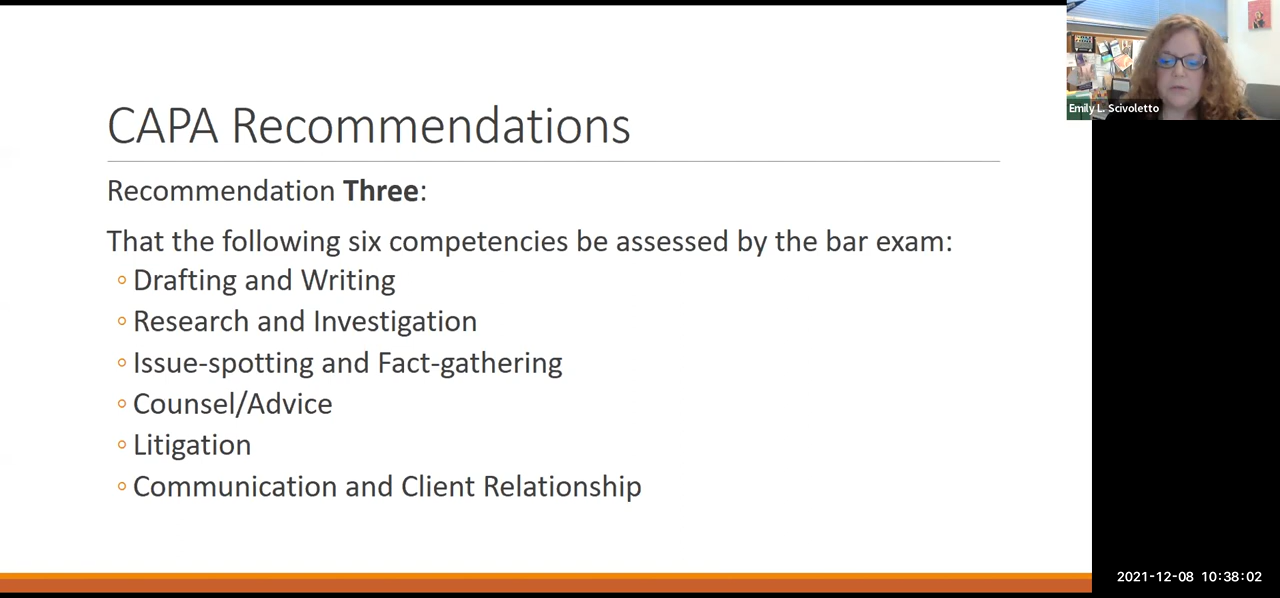 CAPA Recommendations
Recommendation Three:
That the following six competencies be assessed by the bar exam:
Drafting and Writing
Research and Investigation
Issue-spotting and Fact-gathering
Counsel/Advice
Litigation
Communication and Client Relationship
Emily L. Scivoletto
2021-12-08 10:38:02